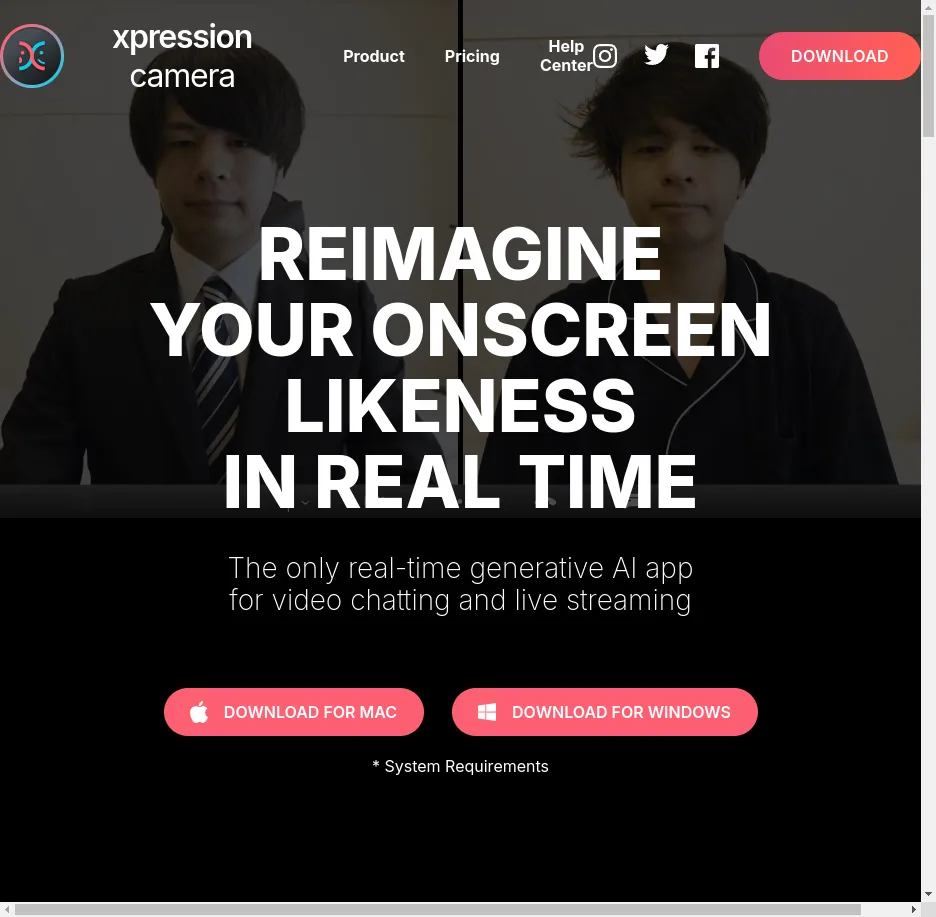 xpression
camera
Product
Pricing
Help
Center
DOWNLOAD
REIMAGINE
YOUR ONSCREEN
LIKENESS
IN REAL TIME
The only real-time generative AI app
for video chatting and live streaming
DOWNLOAD FOR MAC
DOWNLOAD FOR WINDOWS
* System Requirements